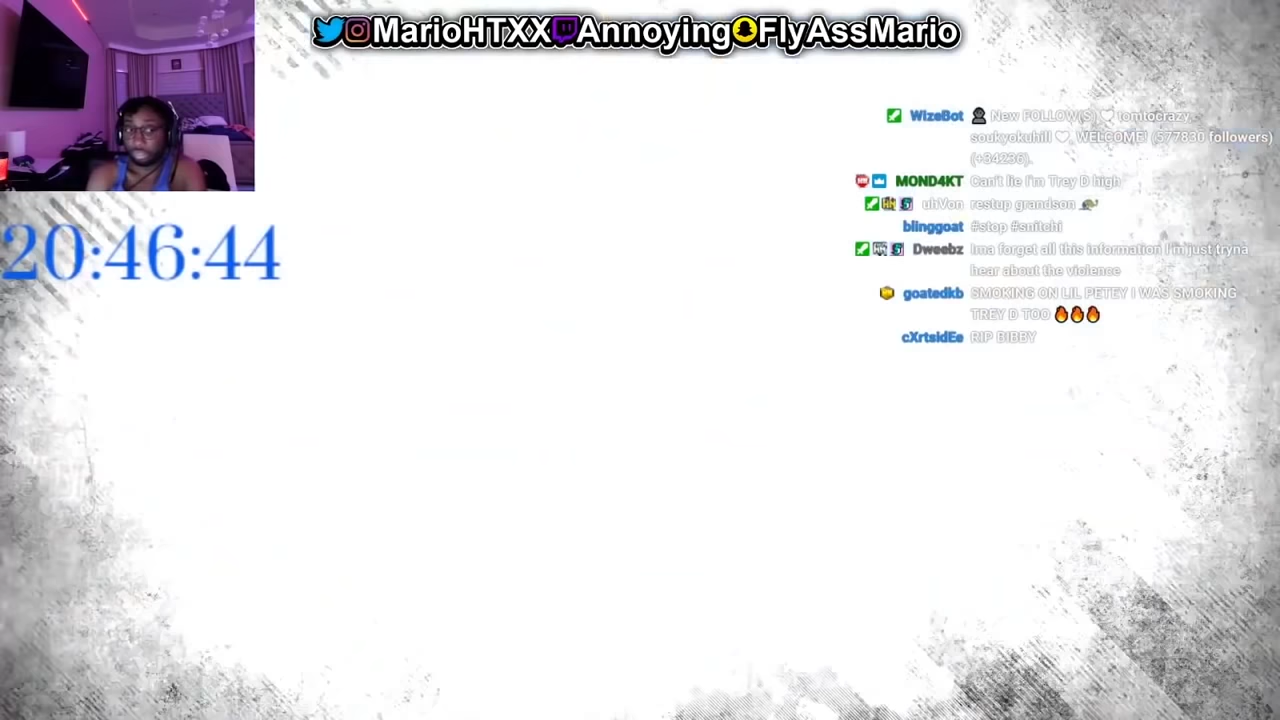 MarioHTXX Annoying FlyAssMario
WizeBot New FOLLOW(S) tomtocrazy,
soukyokuhill ♡, WELCOME! (577830 followers)
(+34236).
MOND4KT Can't lie I'm Trey D high
uhVon restup grandson
blinggoat #stop #snitchi
Dweebz Ima forget all this information I'm just tryna
hear about the violence
goatedkb SMOKING ON LIL PETEY I WAS SMOKING
TREY D TOO 🔥🔥🔥
cXrtsidEe RIP BIBBY
20:46:44